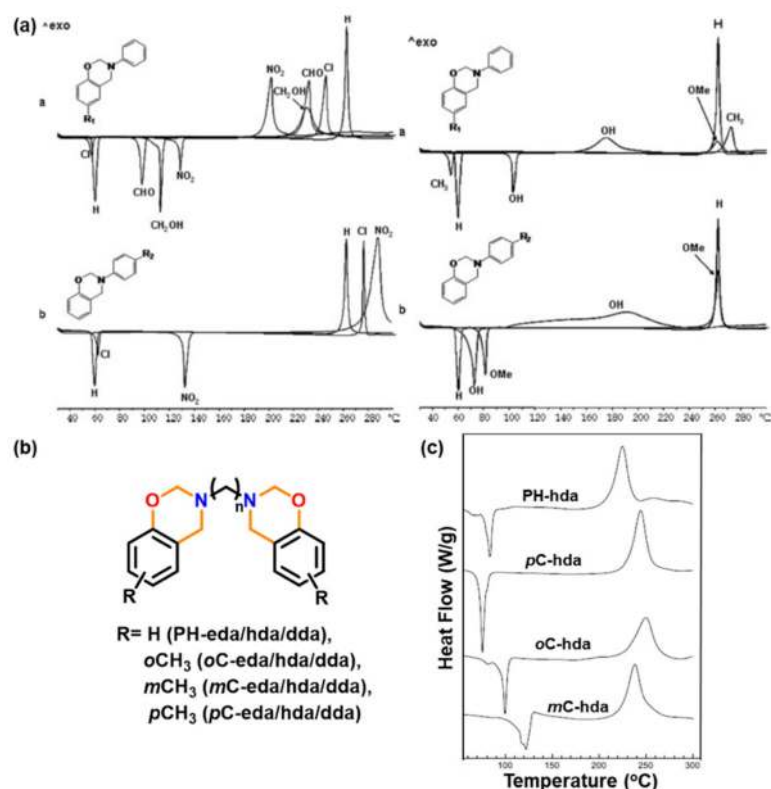 (a) ^exo
NO₂
CHO
Cl
H
CH₂OH
O
N
R₁
a
Cl
H
CHO
CH₂OH
NO₂
H
Cl
NO₂
O
N
R₂
b
Cl
H
NO₂
40 60 80 100 120 140 160 180 200 220 240 260 280 °C
^exo
H
OMe
CH₃
OH
O
N
R₁
a
CH₃
H
OH
H
OMe
O
N
R₂
OH
b
H
OH
OMe
40 60 80 100 120 140 160 180 200 220 240 260 280 °C
(b)
O N ( ) n N O
R R
R= H (PH-eda/hda/dda),
oCH₃ (oC-eda/hda/dda),
mCH₃ (mC-eda/hda/dda),
pCH₃ (pC-eda/hda/dda)
(c)
Heat Flow (W/g)
PH-hda
pC-hda
oC-hda
mC-hda
100 150 200 250 300
Temperature (°C)